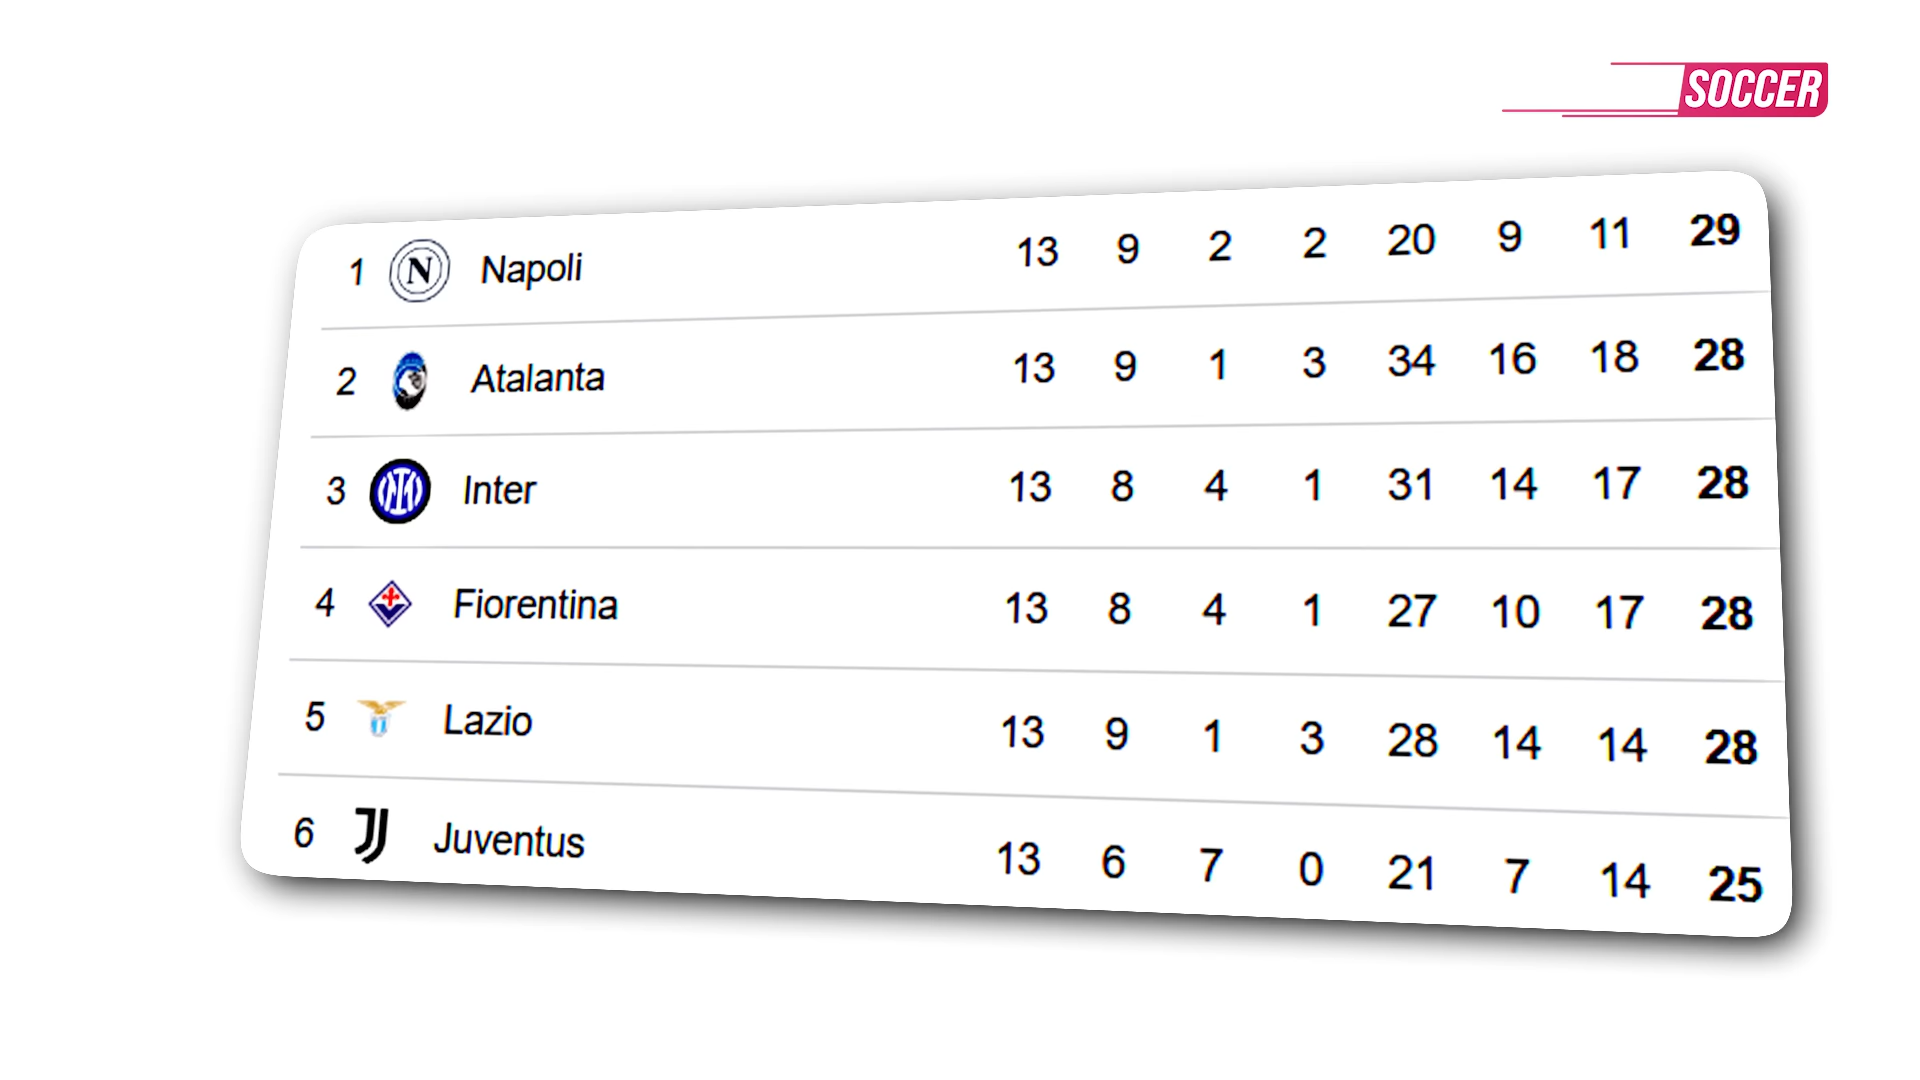 SOCCER
1 N Napoli 13 9 2 2 20 9 11 29
2 Atalanta 13 9 1 3 34 16 18 28
3 Inter 13 8 4 1 31 14 17 28
4 Fiorentina 13 8 4 1 27 10 17 28
5 Lazio 13 9 1 3 28 14 14 28
6 Juventus 13 6 7 0 21 7 14 25